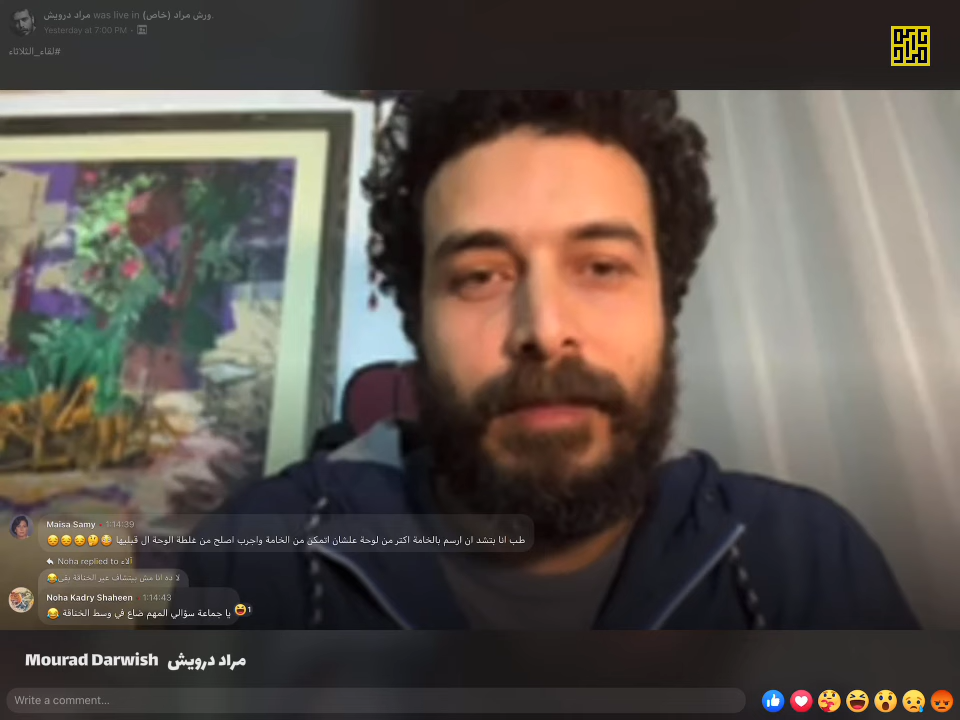 مراد درويش was live in ورش مراد (خاص).
Yesterday at 7:00 PM ·
#لقاء_الثلاثاء
Maisa Samy · 1:14:39
طب انا بتشد ان ارسم بالخامة اكتر من لوحة علشان اتمكن من الخامة واجرب اصلح من غلطة الوحة ال قبليها 😳🤔😔😔😔
Noha replied to آلاء
لا ده انا مش بيتشاف غير الخناقة بقى😂
Noha Kadry Shaheen · 1:14:43
يا جماعة سؤالي المهم ضاع في وسط الخناقة 😂
1
Mourad Darwish مراد درويش
Write a comment...